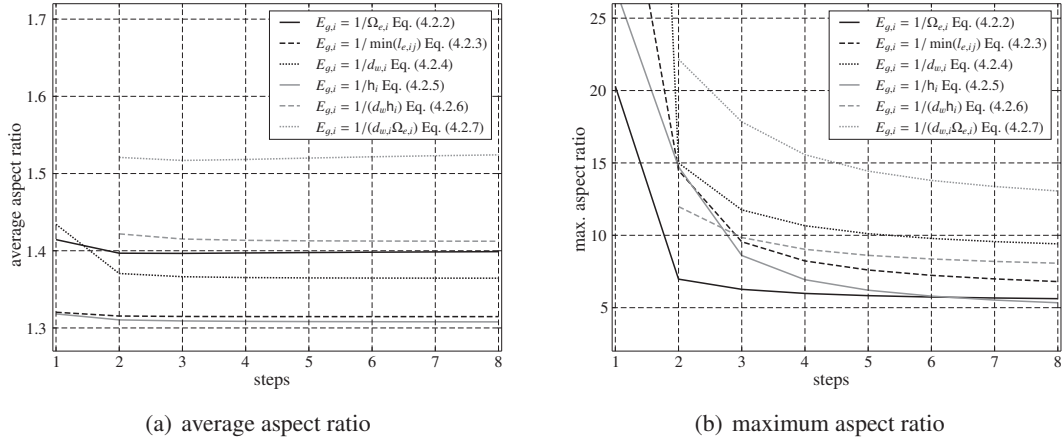 1.7
1.6
1.5
1.4
1.3
average aspect ratio
1 2 3 4 5 6 7 8
steps
E_{g,i} = 1/Ω_{e,i} Eq. (4.2.2)
E_{g,i} = 1/ min(l_{e,ij}) Eq. (4.2.3)
E_{g,i} = 1/d_{w,i} Eq. (4.2.4)
E_{g,i} = 1/h_i Eq. (4.2.5)
E_{g,i} = 1/(d_w h_i) Eq. (4.2.6)
E_{g,i} = 1/(d_{w,i}Ω_{e,i}) Eq. (4.2.7)
(a) average aspect ratio
25
20
15
10
5
max. aspect ratio
1 2 3 4 5 6 7 8
steps
E_{g,i} = 1/Ω_{e,i} Eq. (4.2.2)
E_{g,i} = 1/ min(l_{e,ij}) Eq. (4.2.3)
E_{g,i} = 1/d_{w,i} Eq. (4.2.4)
E_{g,i} = 1/h_i Eq. (4.2.5)
E_{g,i} = 1/(d_w h_i) Eq. (4.2.6)
E_{g,i} = 1/(d_{w,i}Ω_{e,i}) Eq. (4.2.7)
(b) maximum aspect ratio